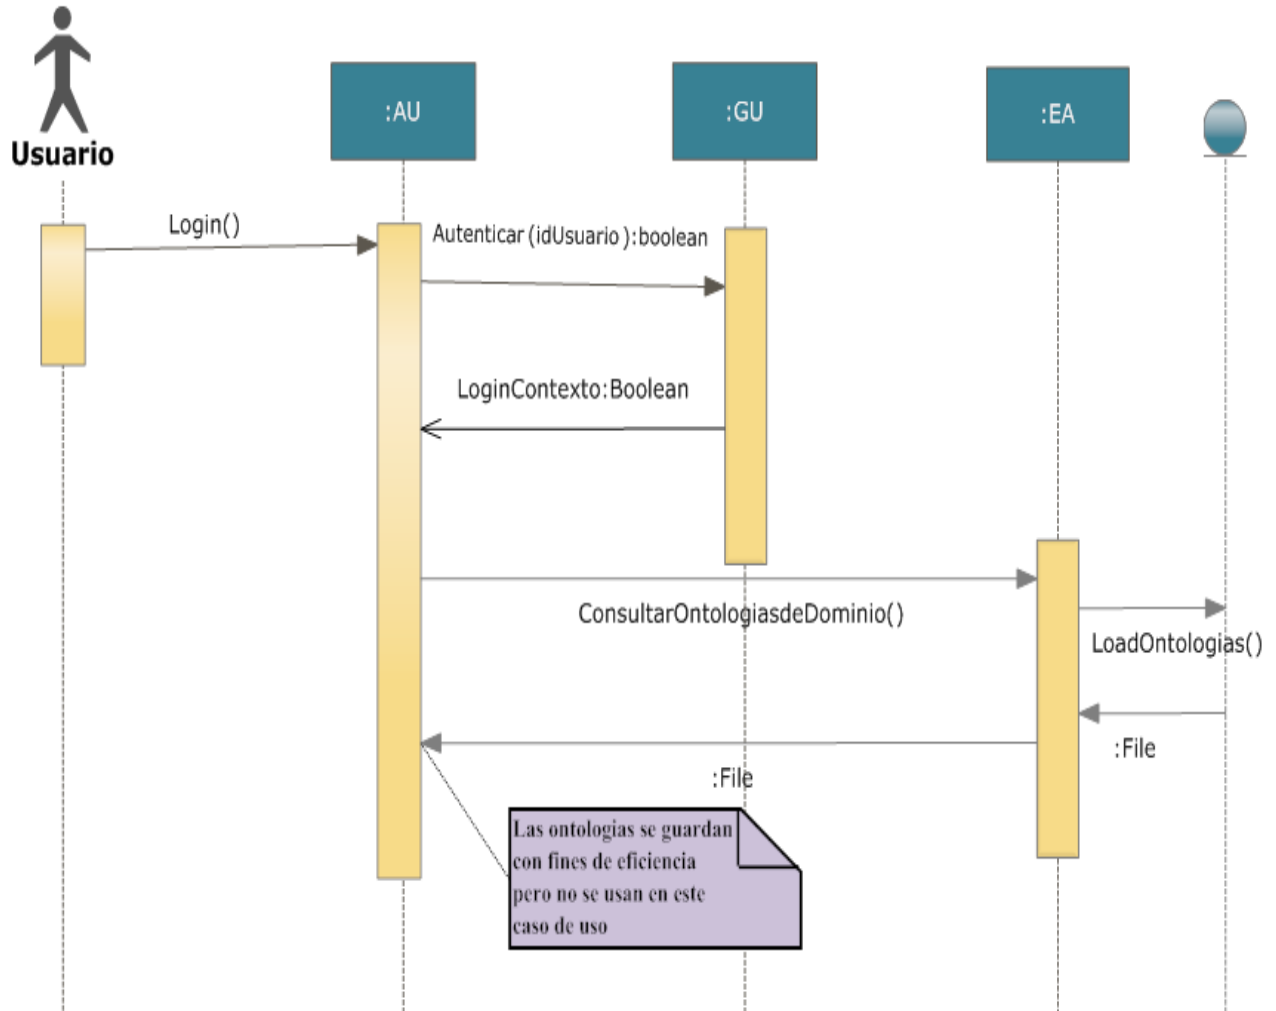 Usuario
:AU
:GU
:EA
Login()
Autenticar(idUsuario):boolean
LoginContexto:Boolean
ConsultarOntologiasdeDominio()
LoadOntologias()
:File
:File
Las ontologias se guardan
con fines de eficiencia
pero no se usan en este
caso de uso